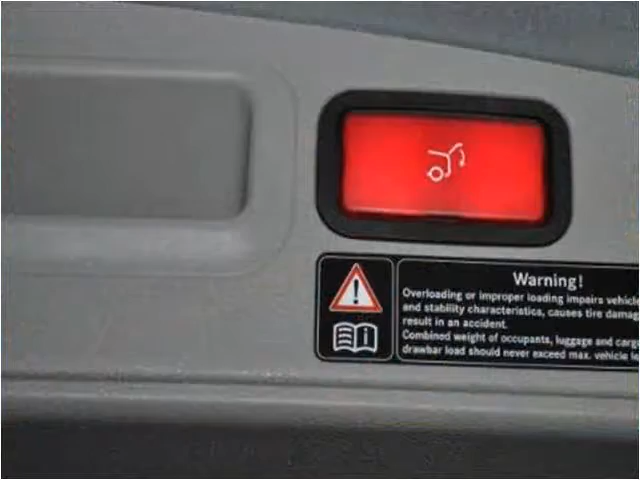 Warning!
Overloading or improper loading impairs vehicle
and stability characteristics, causes tire damag
result in an accident.
Combined weight of occupants, luggage and carg
drawbar load should never exceed max. vehicle l